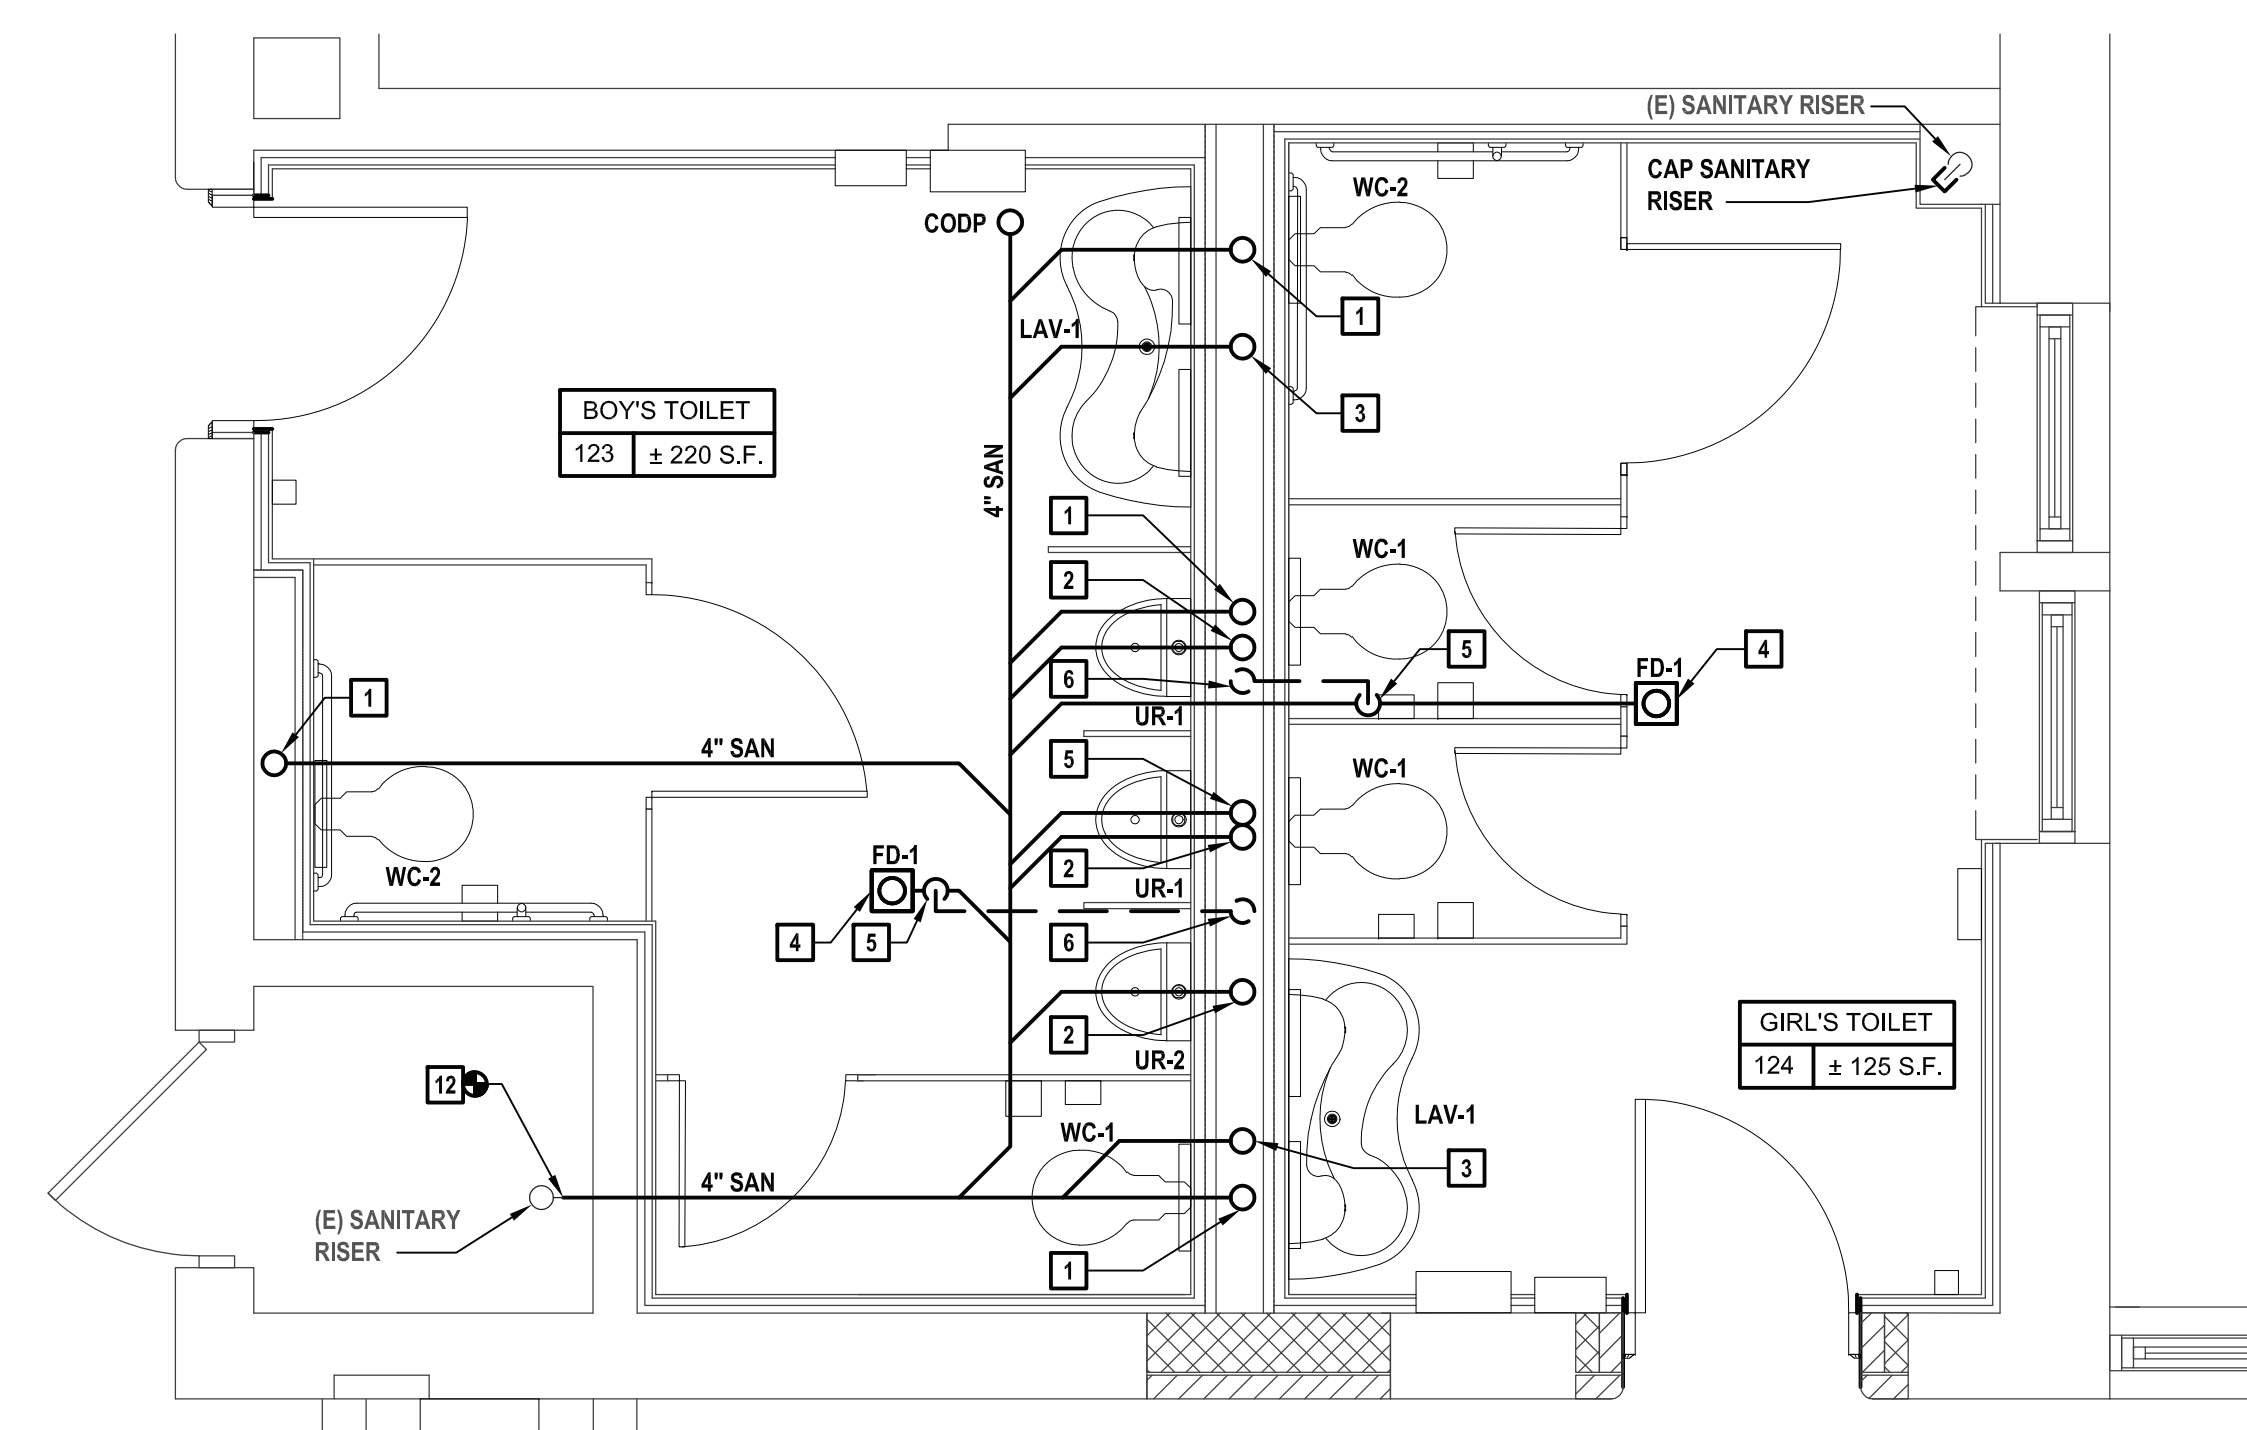 (E) SANITARY RISER
CAP SANITARY
RISER
WC-2
CODP
1
LAV-1
3
BOY'S TOILET
123
± 220 S.F.
4" SAN
1
WC-1
2
5
4
6
FD-1
1
UR-1
4" SAN
5
WC-1
FD-1
2
WC-2
UR-1
4
5
6
GIRL'S TOILET
124
± 125 S.F.
2
UR-2
12
LAV-1
WC-1
3
4" SAN
(E) SANITARY
RISER
1